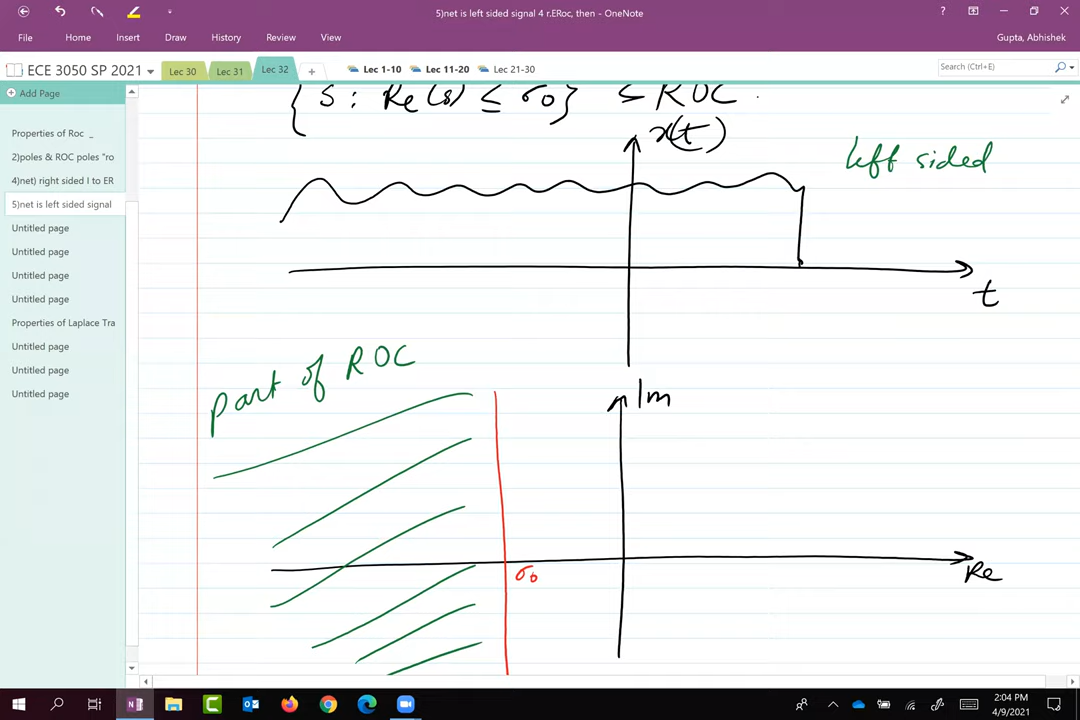 5)net is left sided signal 4 r.ERoc, then - OneNote
File Home Insert Draw History Review View
Gupta, Abhishek
ECE 3050 SP 2021
Lec 30 Lec 31 Lec 32 Lec 1-10 Lec 11-20 Lec 21-30
Search (Ctrl+E)
Add Page
Properties of Roc _
2)poles & ROC poles "ro
4)net) right sided I to ER
5)net is left sided signal
Untitled page
Untitled page
Untitled page
Untitled page
Properties of Laplace Tra
Untitled page
Untitled page
Untitled page
{ s : Re(s) ≤ σ₀ } ⊆ ROC.
x(t)
left sided
t
part of ROC
Im
σ₀
Re
2:04 PM
4/9/2021